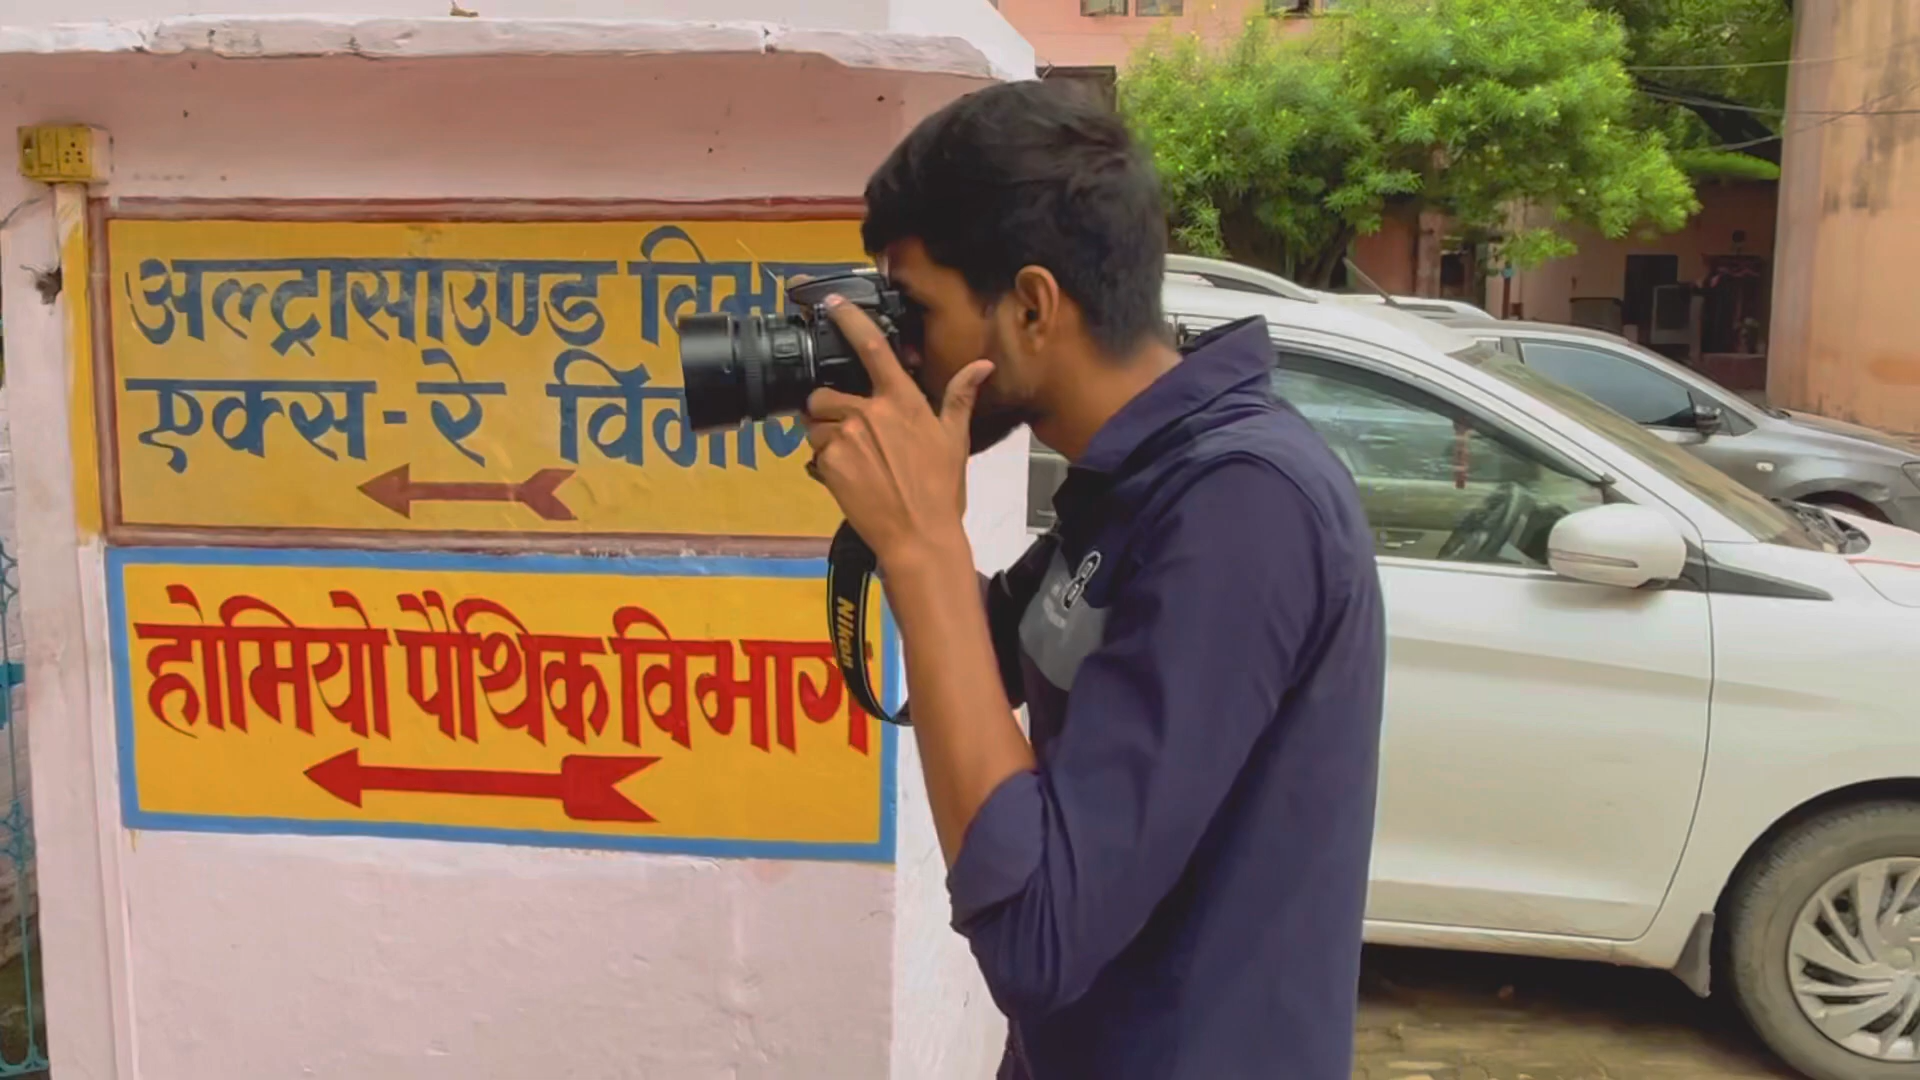 अल्ट्रासाउण्ड
एक्स-रे विभाग
होमियो पैथिक विभाग
Nikon